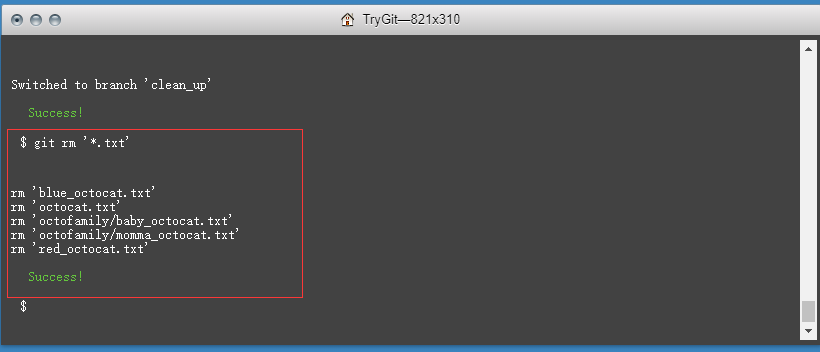 TryGit—821x310
Switched to branch 'clean_up'
Success!
$ git rm '*.txt'
rm 'blue_octocat.txt'
rm 'octocat.txt'
rm 'octofamily/baby_octocat.txt'
rm 'octofamily/momma_octocat.txt'
rm 'red_octocat.txt'
Success!
$